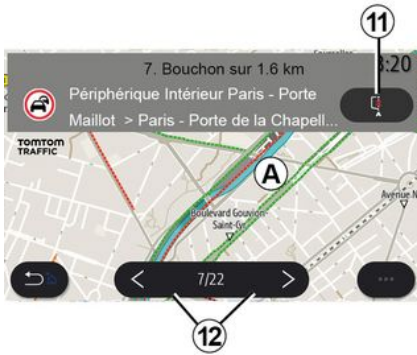 11
3:20
7. Bouchon sur 1.6 km
Périphérique Intérieur Paris - Porte
Maillot > Paris - Porte de la Chapell...
TOMTOM
TRAFFIC
A
Avenue N
Boulevard Gouvion-
Saint-Cyr
< 7/22 >
...
12